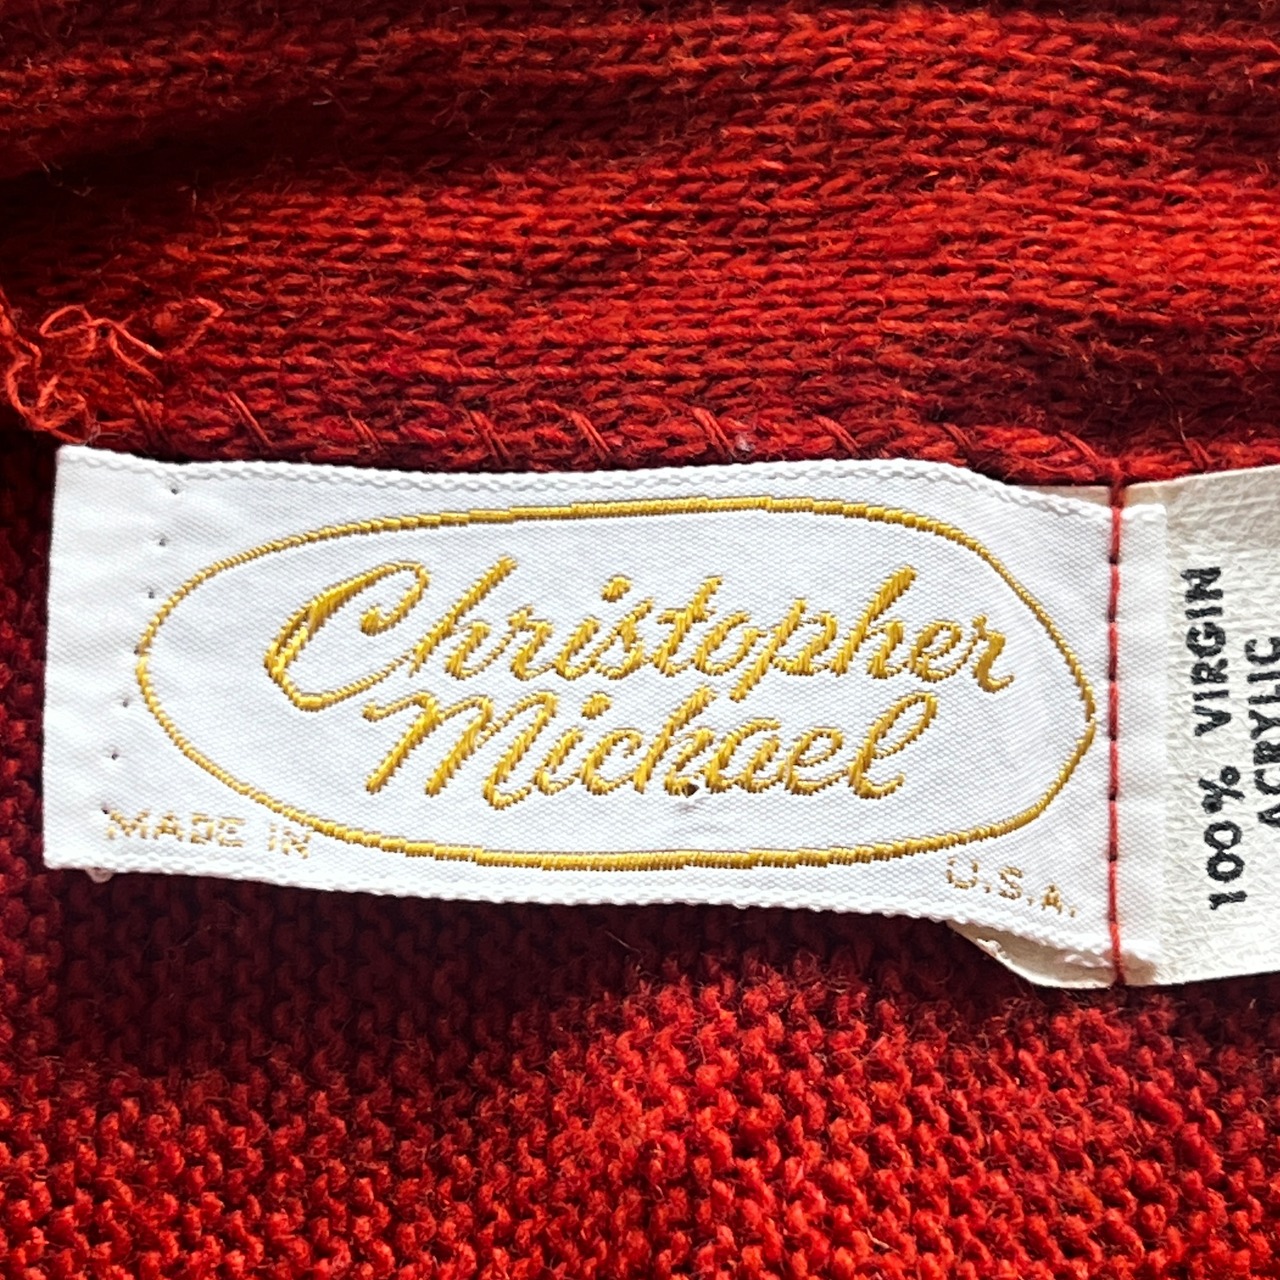 Christopher
Michael
MADE IN
U.S.A.
100% VIRGIN
ACRYLIC